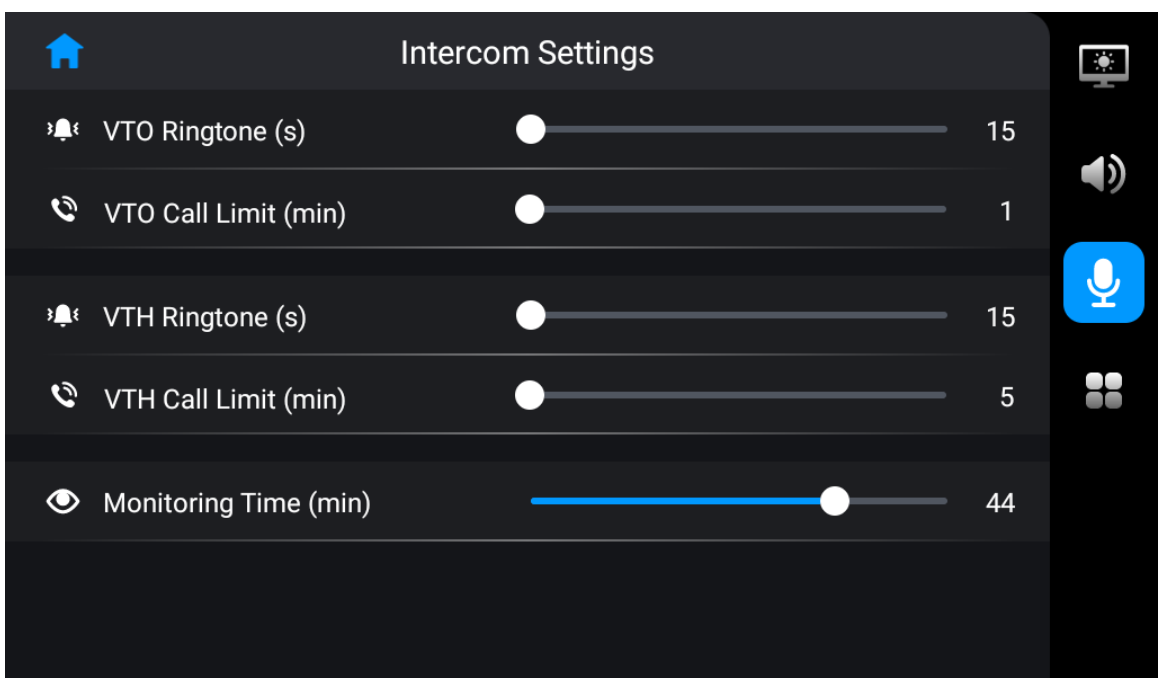 Intercom Settings
VTO Ringtone (s) 15
VTO Call Limit (min) 1
VTH Ringtone (s) 15
VTH Call Limit (min) 5
Monitoring Time (min) 44